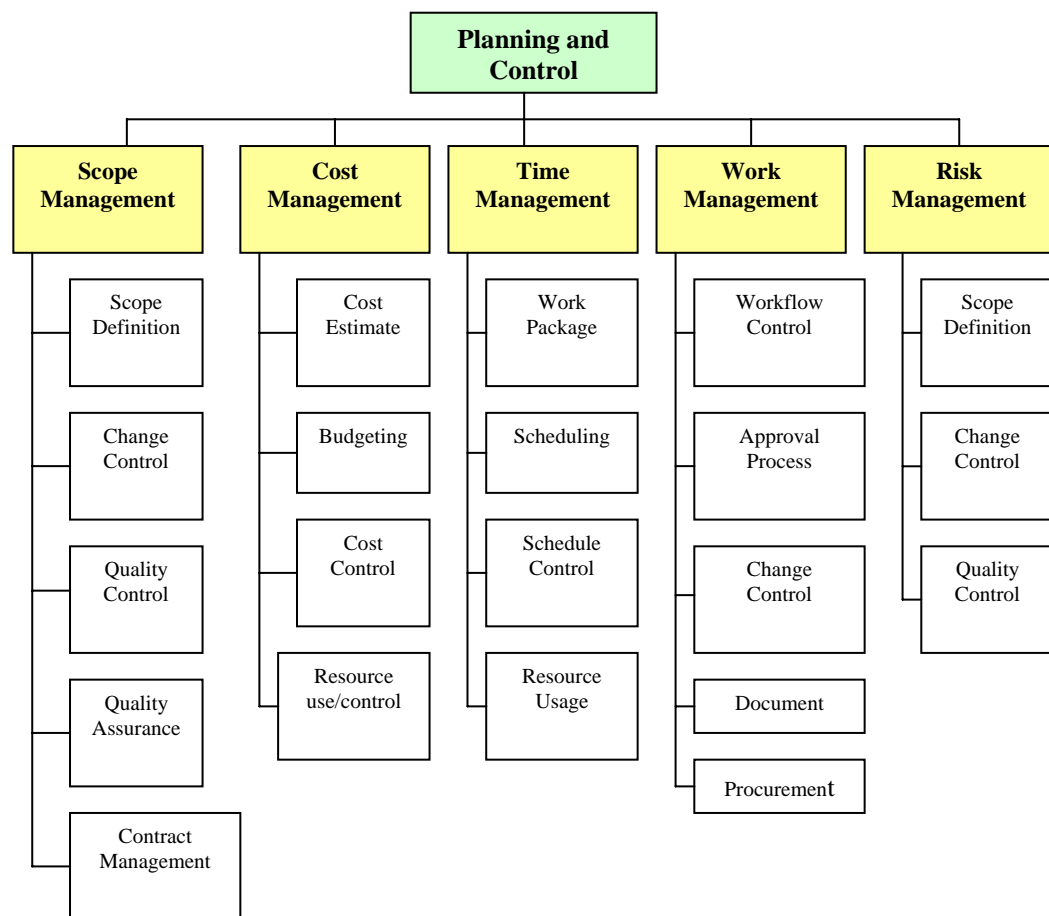 Planning and
Control
Scope
Management
Cost
Management
Time
Management
Work
Management
Risk
Management
Scope
Definition
Change
Control
Quality
Control
Quality
Assurance
Contract
Management
Cost
Estimate
Budgeting
Cost
Control
Resource
use/control
Work
Package
Scheduling
Schedule
Control
Resource
Usage
Workflow
Control
Approval
Process
Change
Control
Document
Procurement
Scope
Definition
Change
Control
Quality
Control